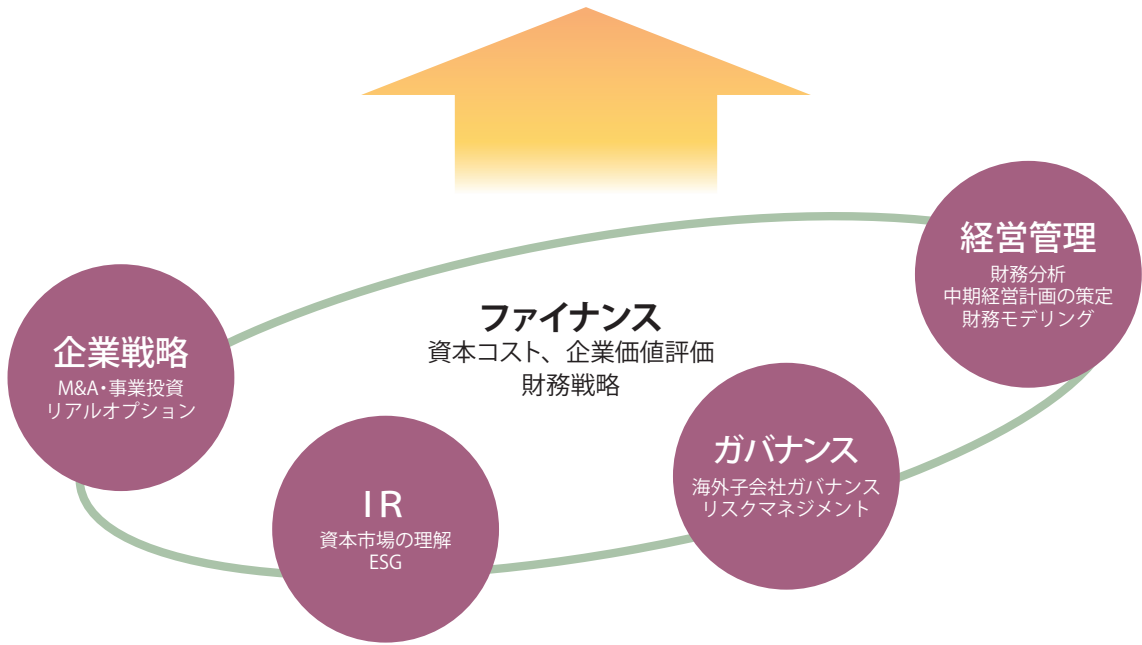 経営管理
財務分析
中期経営計画の策定
財務モデリング
ファイナンス
資本コスト、企業価値評価
財務戦略
企業戦略
M&A・事業投資
リアルオプション
ガバナンス
海外子会社ガバナンス
リスクマネジメント
IR
資本市場の理解
ESG